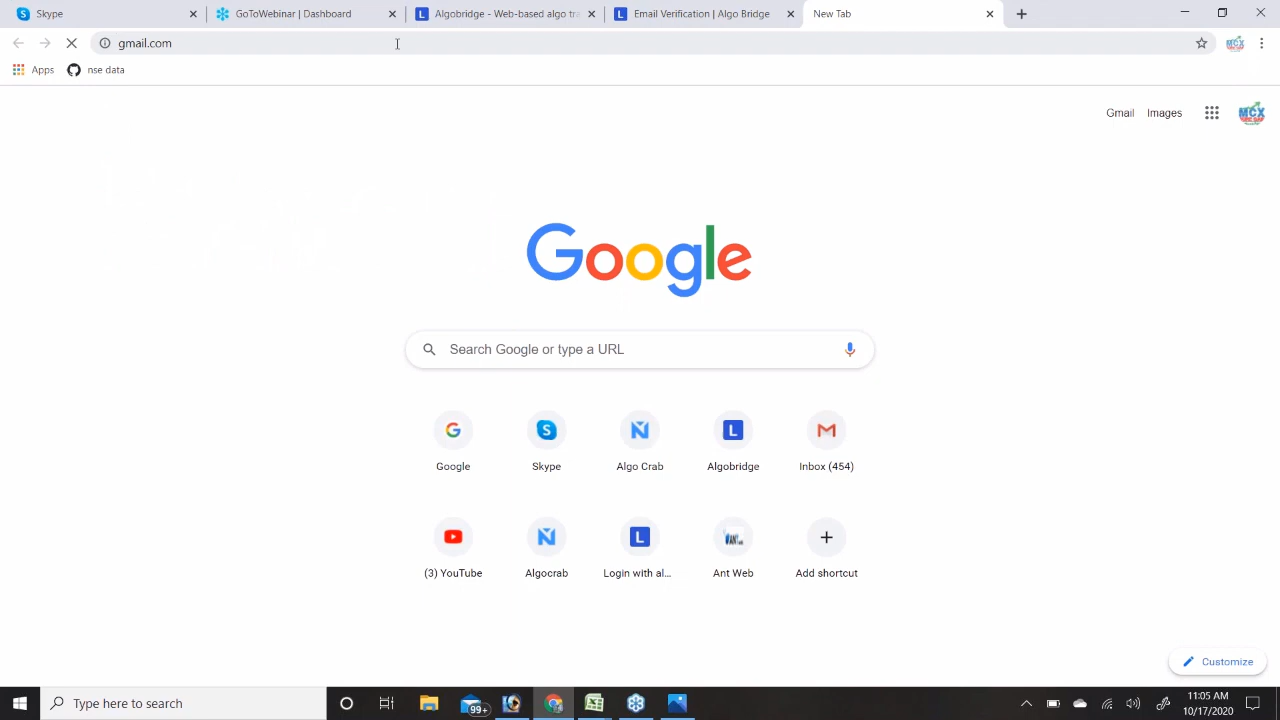 Skype
GoToWebinar | Dashboard
Algobridge - Web-based algo tra
Email Verification | Algo Bridge
New Tab
gmail.com
Apps
nse data
Gmail
Images
MCX
Google
Search Google or type a URL
Google
Skype
Algo Crab
Algobridge
Inbox (454)
(3) YouTube
Algocrab
Login with al...
Ant Web
Add shortcut
Customize
Type here to search
99+
11:05 AM
10/17/2020